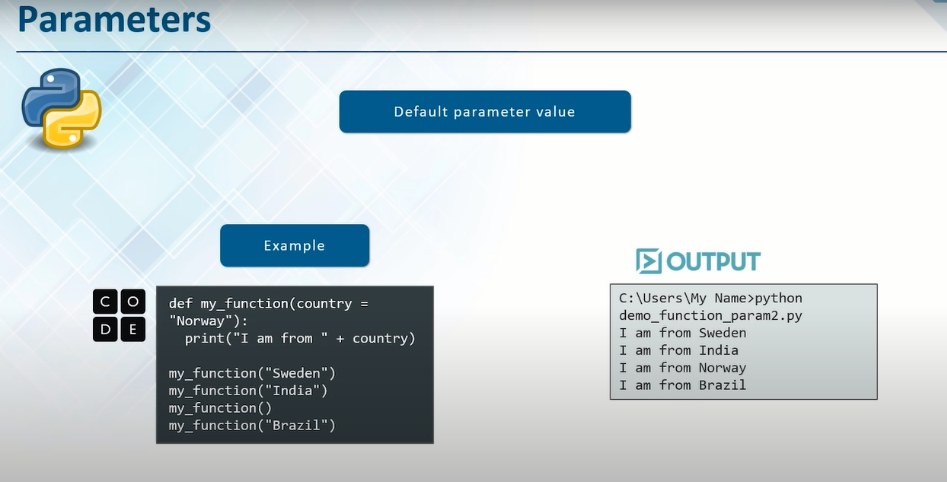 Parameters
Default parameter value
Example
C O
D E
def my_function(country =
"Norway"):
  print("I am from " + country)
my_function("Sweden")
my_function("India")
my_function()
my_function("Brazil")
OUTPUT
C:\Users\My Name>python
demo_function_param2.py
I am from Sweden
I am from India
I am from Norway
I am from Brazil